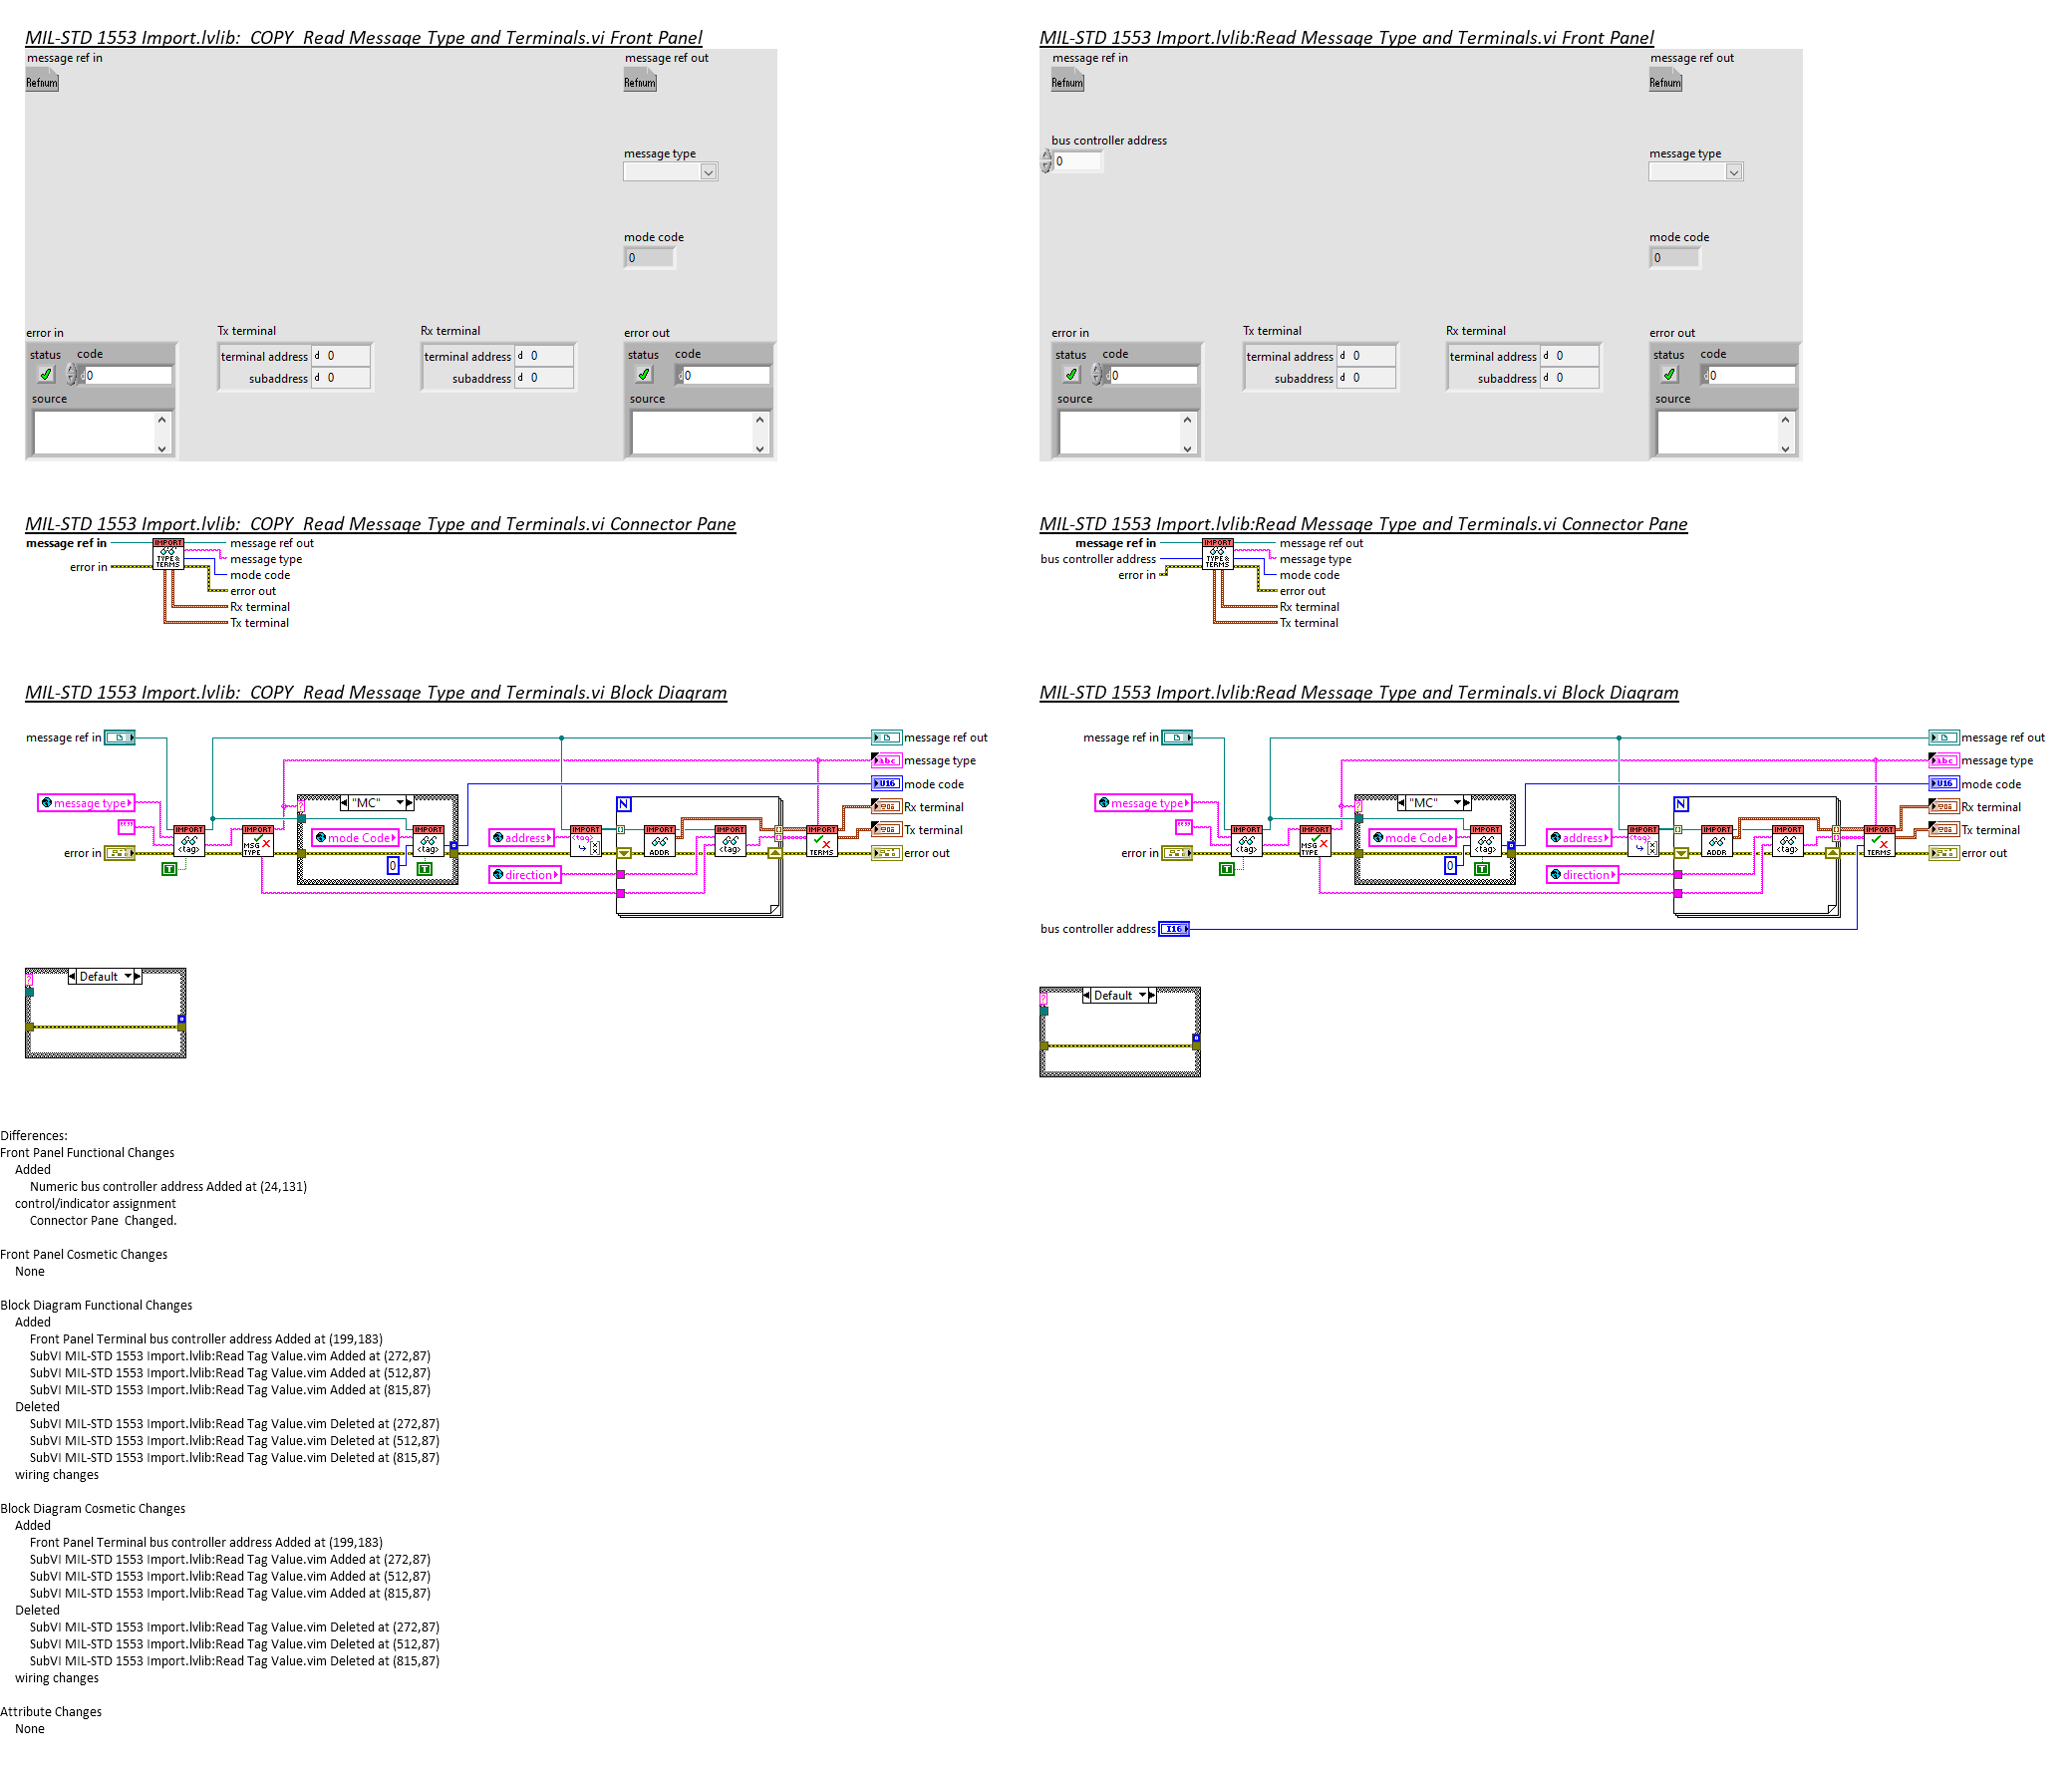 MIL-STD 1553 Import.lvlib:  COPY  Read Message Type and Terminals.vi Front Panel
message ref in
Refnum
message ref out
Refnum
message type
mode code
0
error in
status
code
d 0
source
Tx terminal
terminal address d 0
subaddress d 0
Rx terminal
terminal address d 0
subaddress d 0
error out
status
code
d 0
source
MIL-STD 1553 Import.lvlib:Read Message Type and Terminals.vi Front Panel
message ref in
Refnum
message ref out
Refnum
bus controller address
0
message type
mode code
0
error in
status
code
d 0
source
Tx terminal
terminal address d 0
subaddress d 0
Rx terminal
terminal address d 0
subaddress d 0
error out
status
code
d 0
source
MIL-STD 1553 Import.lvlib:  COPY  Read Message Type and Terminals.vi Connector Pane
message ref in
error in
IMPORT
TYPE&
TERMS
message ref out
message type
mode code
error out
Rx terminal
Tx terminal
MIL-STD 1553 Import.lvlib:Read Message Type and Terminals.vi Connector Pane
message ref in
bus controller address
error in
IMPORT
TYPE&
TERMS
message ref out
message type
mode code
error out
Rx terminal
Tx terminal
MIL-STD 1553 Import.lvlib:  COPY  Read Message Type and Terminals.vi Block Diagram
message ref in
message type
""
error in
T
IMPORT
<tag>
IMPORT
MSG
TYPE
?
"MC"
mode Code
0
IMPORT
<tag>
T
address
direction
IMPORT
<tag>
N
IMPORT
ADDR
IMPORT
<tag>
IMPORT
TERMS
message ref out
abc message type
U16 mode code
Rx terminal
Tx terminal
error out
?
Default
MIL-STD 1553 Import.lvlib:Read Message Type and Terminals.vi Block Diagram
message ref in
message type
""
error in
T
IMPORT
<tag>
IMPORT
MSG
TYPE
?
"MC"
mode Code
0
IMPORT
<tag>
T
address
direction
IMPORT
<tag>
N
IMPORT
ADDR
IMPORT
<tag>
IMPORT
TERMS
message ref out
abc message type
U16 mode code
Rx terminal
Tx terminal
error out
bus controller address I16
?
Default
Differences:
Front Panel Functional Changes
Added
Numeric bus controller address Added at (24,131)
control/indicator assignment
Connector Pane  Changed.
Front Panel Cosmetic Changes
None
Block Diagram Functional Changes
Added
Front Panel Terminal bus controller address Added at (199,183)
SubVI MIL-STD 1553 Import.lvlib:Read Tag Value.vim Added at (272,87)
SubVI MIL-STD 1553 Import.lvlib:Read Tag Value.vim Added at (512,87)
SubVI MIL-STD 1553 Import.lvlib:Read Tag Value.vim Added at (815,87)
Deleted
SubVI MIL-STD 1553 Import.lvlib:Read Tag Value.vim Deleted at (272,87)
SubVI MIL-STD 1553 Import.lvlib:Read Tag Value.vim Deleted at (512,87)
SubVI MIL-STD 1553 Import.lvlib:Read Tag Value.vim Deleted at (815,87)
wiring changes
Block Diagram Cosmetic Changes
Added
Front Panel Terminal bus controller address Added at (199,183)
SubVI MIL-STD 1553 Import.lvlib:Read Tag Value.vim Added at (272,87)
SubVI MIL-STD 1553 Import.lvlib:Read Tag Value.vim Added at (512,87)
SubVI MIL-STD 1553 Import.lvlib:Read Tag Value.vim Added at (815,87)
Deleted
SubVI MIL-STD 1553 Import.lvlib:Read Tag Value.vim Deleted at (272,87)
SubVI MIL-STD 1553 Import.lvlib:Read Tag Value.vim Deleted at (512,87)
SubVI MIL-STD 1553 Import.lvlib:Read Tag Value.vim Deleted at (815,87)
wiring changes
Attribute Changes
None